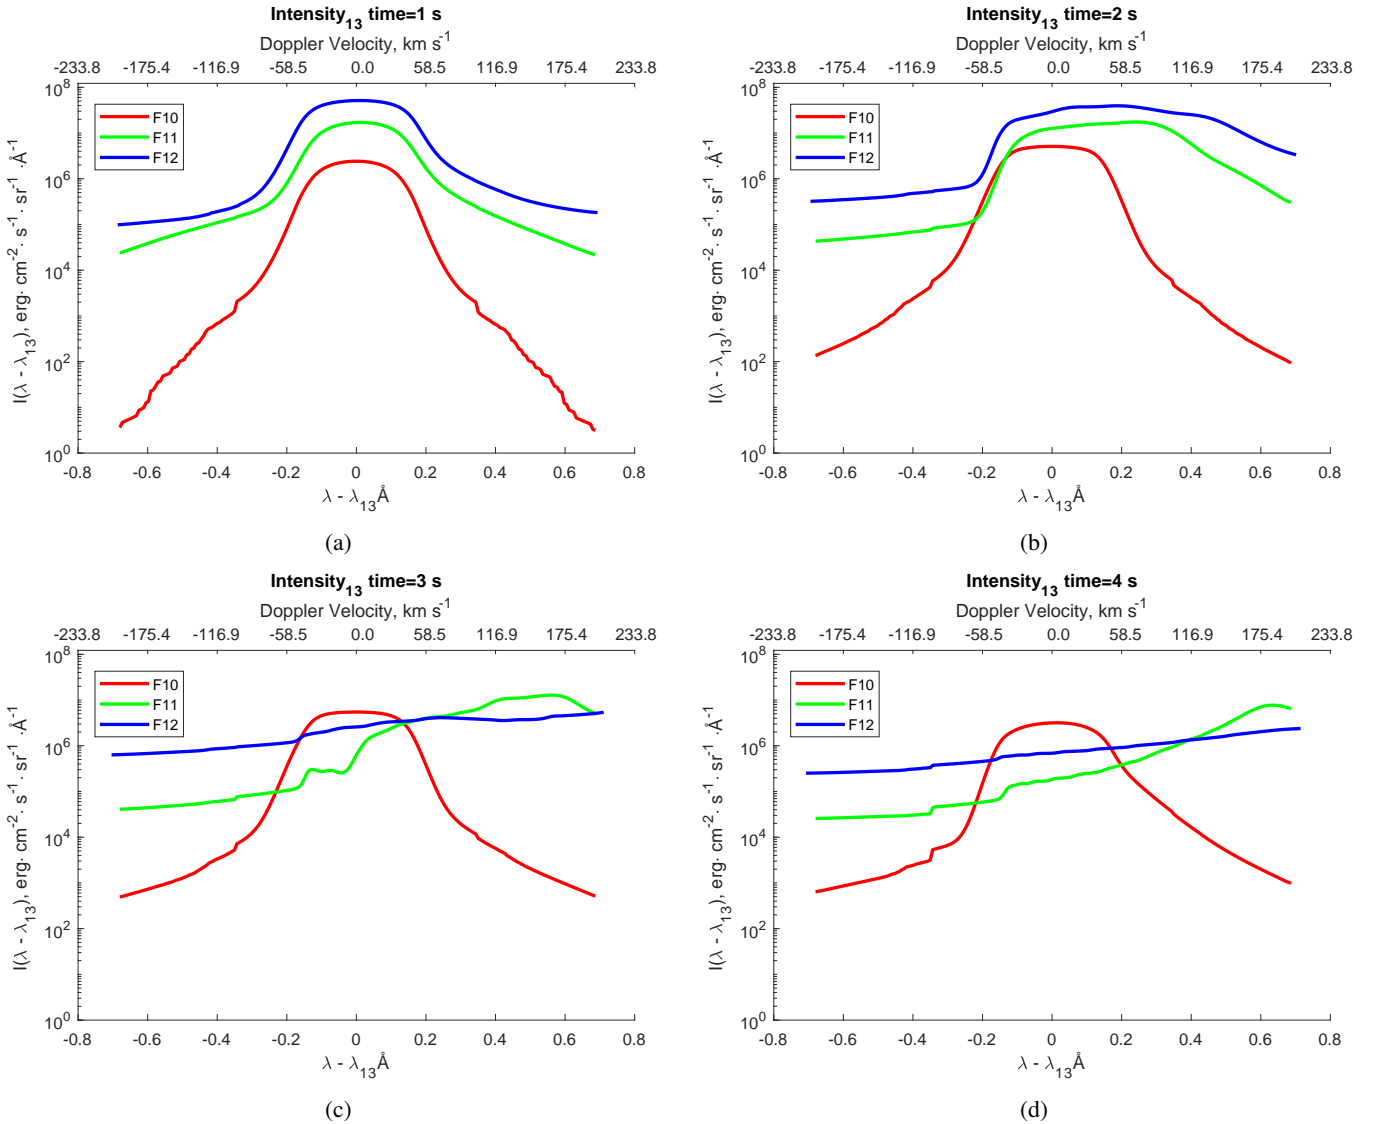 Intensity₁₃ time=1 s
Doppler Velocity, km s⁻¹
-233.8 -175.4 -116.9 -58.5 0.0 58.5 116.9 175.4 233.8
10⁸
10⁶
10⁴
10²
10⁰
F10
F11
F12
I(λ - λ₁₃), erg· cm⁻²· s⁻¹· sr⁻¹ ·Å⁻¹
-0.8 -0.6 -0.4 -0.2 0 0.2 0.4 0.6 0.8
λ - λ₁₃Å
(a)
Intensity₁₃ time=2 s
Doppler Velocity, km s⁻¹
-233.8 -175.4 -116.9 -58.5 0.0 58.5 116.9 175.4 233.8
10⁸
10⁶
10⁴
10²
10⁰
F10
F11
F12
I(λ - λ₁₃), erg· cm⁻²· s⁻¹· sr⁻¹ ·Å⁻¹
-0.8 -0.6 -0.4 -0.2 0 0.2 0.4 0.6 0.8
λ - λ₁₃Å
(b)
Intensity₁₃ time=3 s
Doppler Velocity, km s⁻¹
-233.8 -175.4 -116.9 -58.5 0.0 58.5 116.9 175.4 233.8
10⁸
10⁶
10⁴
10²
10⁰
F10
F11
F12
I(λ - λ₁₃), erg· cm⁻²· s⁻¹· sr⁻¹ ·Å⁻¹
-0.8 -0.6 -0.4 -0.2 0 0.2 0.4 0.6 0.8
λ - λ₁₃Å
(c)
Intensity₁₃ time=4 s
Doppler Velocity, km s⁻¹
-233.8 -175.4 -116.9 -58.5 0.0 58.5 116.9 175.4 233.8
10⁸
10⁶
10⁴
10²
10⁰
F10
F11
F12
I(λ - λ₁₃), erg· cm⁻²· s⁻¹· sr⁻¹ ·Å⁻¹
-0.8 -0.6 -0.4 -0.2 0 0.2 0.4 0.6 0.8
λ - λ₁₃Å
(d)